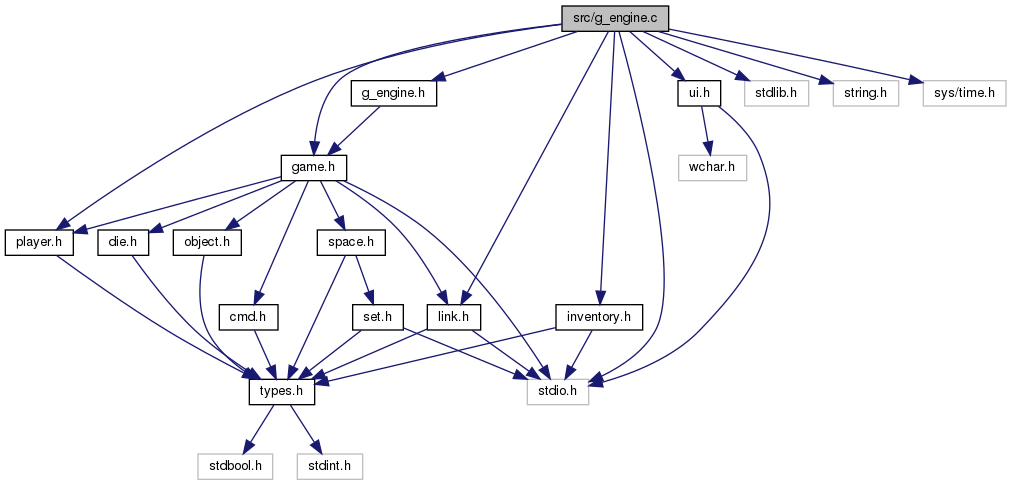 src/g_engine.c
g_engine.h
ui.h
stdlib.h
string.h
sys/time.h
game.h
wchar.h
player.h
die.h
object.h
space.h
cmd.h
set.h
link.h
inventory.h
types.h
stdio.h
stdbool.h
stdint.h